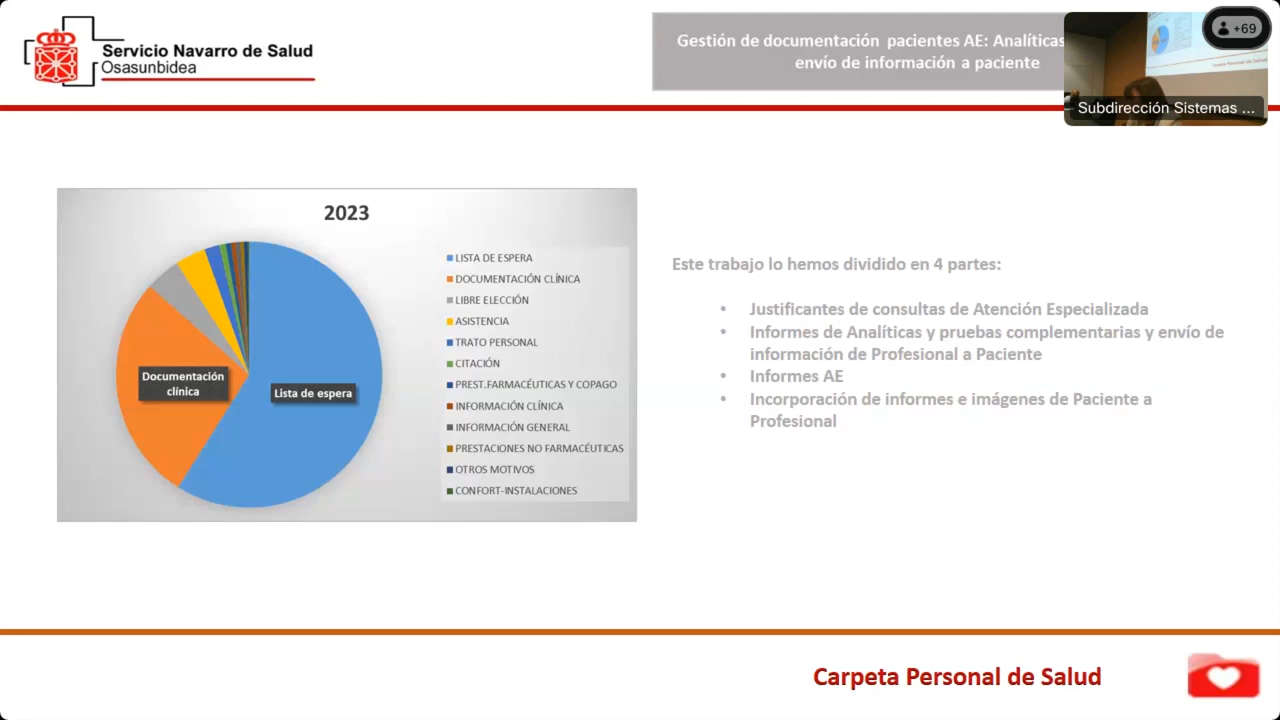 Servicio Navarro de Salud
Osasunbidea
Gestión de documentación pacientes AE: Analíticas
envío de información a paciente
+69
Subdirección Sistemas ...
2023
LISTA DE ESPERA
DOCUMENTACIÓN CLÍNICA
LIBRE ELECCIÓN
ASISTENCIA
TRATO PERSONAL
CITACIÓN
PREST.FARMACÉUTICAS Y COPAGO
INFORMACIÓN CLÍNICA
INFORMACIÓN GENERAL
PRESTACIONES NO FARMACÉUTICAS
OTROS MOTIVOS
CONFORT-INSTALACIONES
Documentación
clínica
Lista de espera
Este trabajo lo hemos dividido en 4 partes:
• Justificantes de consultas de Atención Especializada
• Informes de Analíticas y pruebas complementarias y envío de
información de Profesional a Paciente
• Informes AE
• Incorporación de informes e imágenes de Paciente a
Profesional
Carpeta Personal de Salud